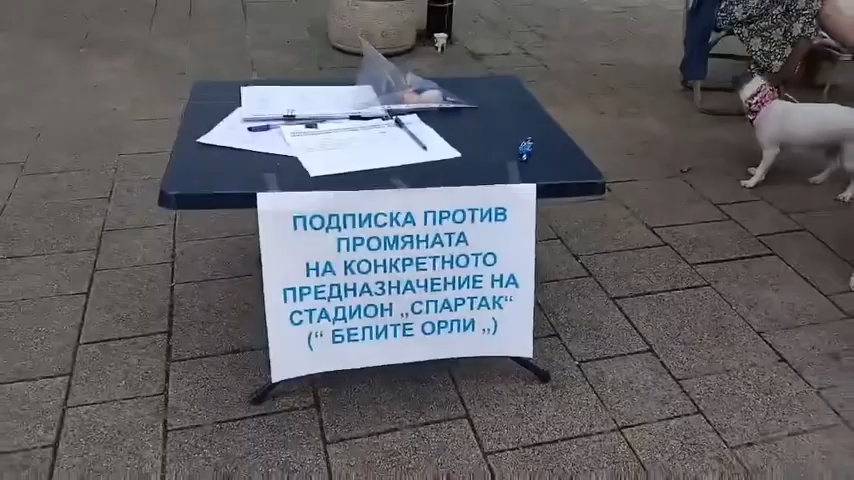 ПОДПИСКА ПРОТИВ
ПРОМЯНАТА
НА КОНКРЕТНОТО
ПРЕДНАЗНАЧЕНИЕ НА
СТАДИОН „СПАРТАК“
(“БЕЛИТЕ ОРЛИ „)